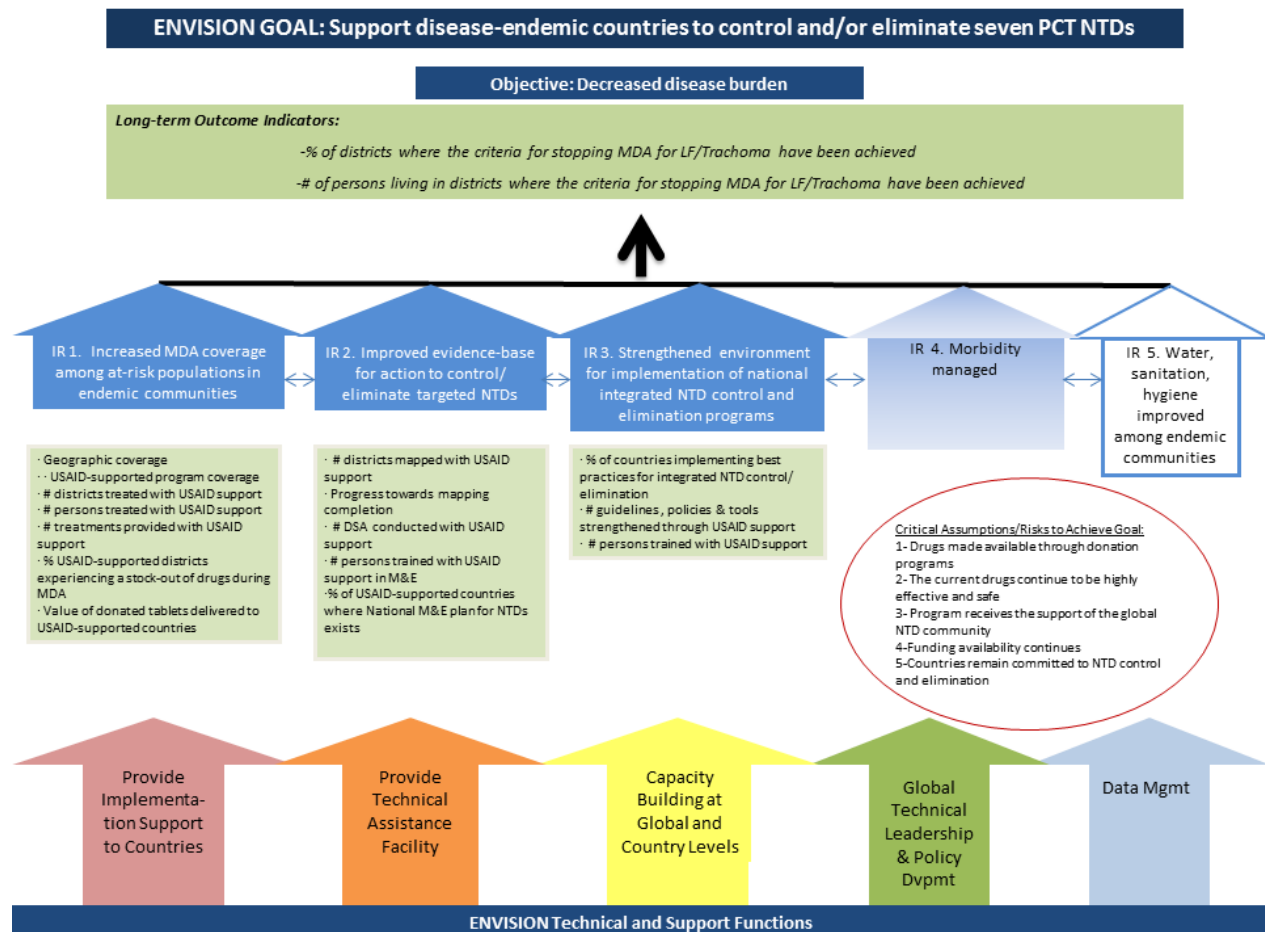 ENVISION GOAL: Support disease-endemic countries to control and/or eliminate seven PCT NTDs
Objective: Decreased disease burden
Long-term Outcome Indicators:
-% of districts where the criteria for stopping MDA for LF/Trachoma have been achieved
-# of persons living in districts where the criteria for stopping MDA for LF/Trachoma have been achieved
IR 1. Increased MDA coverage
among at-risk populations in
endemic communities
IR 2. Improved evidence-base
for action to control/
eliminate targeted NTDs
IR 3. Strengthened environment
for implementation of national
integrated NTD control and
elimination programs
IR 4. Morbidity
managed
IR 5. Water,
sanitation,
hygiene
improved
among endemic
communities
· Geographic coverage
· · USAID-supported program coverage
· # districts treated with USAID support
· # persons treated with USAID support
· # treatments provided with USAID
support
· % USAID-supported districts
experiencing a stock-out of drugs during
MDA
· Value of donated tablets delivered to
USAID-supported countries
· # districts mapped with USAID
support
· Progress towards mapping
completion
· # DSA conducted with USAID
support
· # persons trained with USAID
support in M&E
·% of USAID-supported countries
where National M&E plan for NTDs
exists
· % of countries implementing best
practices for integrated NTD control/
elimination
· # guidelines, policies & tools
strengthened through USAID support
· # persons trained with USAID support
Critical Assumptions/Risks to Achieve Goal:
1- Drugs made available through donation
programs
2- The current drugs continue to be highly
effective and safe
3- Program receives the support of the global
NTD community
4-Funding availability continues
5-Countries remain committed to NTD control
and elimination
Provide
Implementa-
tion Support
to Countries
Provide
Technical
Assistance
Facility
Capacity
Building at
Global and
Country Levels
Global
Technical
Leadership
& Policy
Dvpmt
Data Mgmt
ENVISION Technical and Support Functions